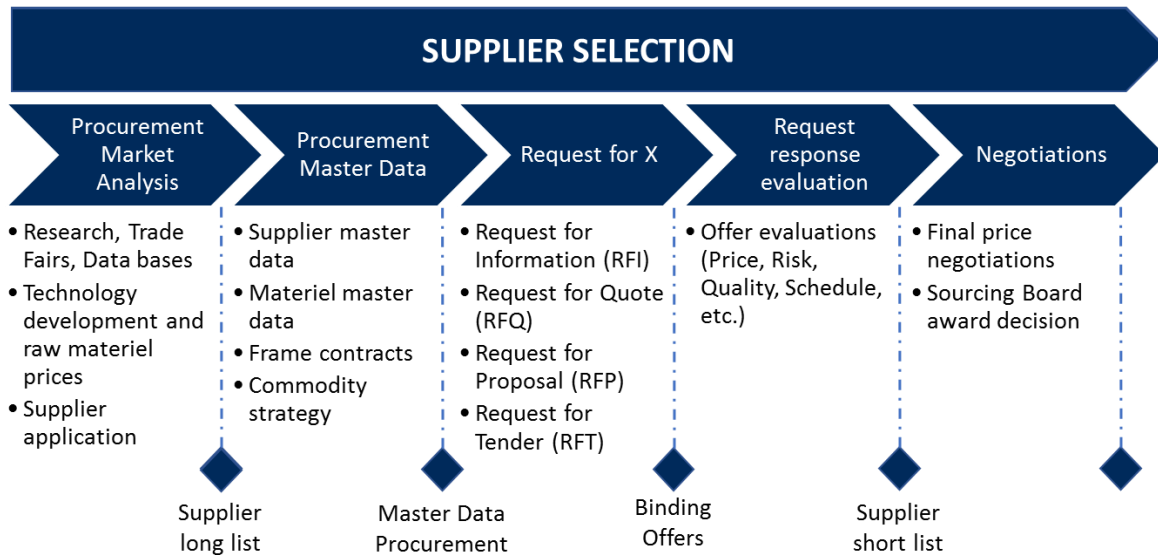 SUPPLIER SELECTION
Procurement
Market
Analysis
Procurement
Master Data
Request for X
Request
response
evaluation
Negotiations
• Research, Trade
Fairs, Data bases
• Technology
development and
raw materiel
prices
• Supplier
application
• Supplier master
data
• Materiel master
data
• Frame contracts
• Commodity
strategy
• Request for
Information (RFI)
• Request for Quote
(RFQ)
• Request for
Proposal (RFP)
• Request for
Tender (RFT)
• Offer evaluations
(Price, Risk,
Quality, Schedule,
etc.)
• Final price
negotiations
• Sourcing Board
award decision
Supplier
long list
Master Data
Procurement
Binding
Offers
Supplier
short list